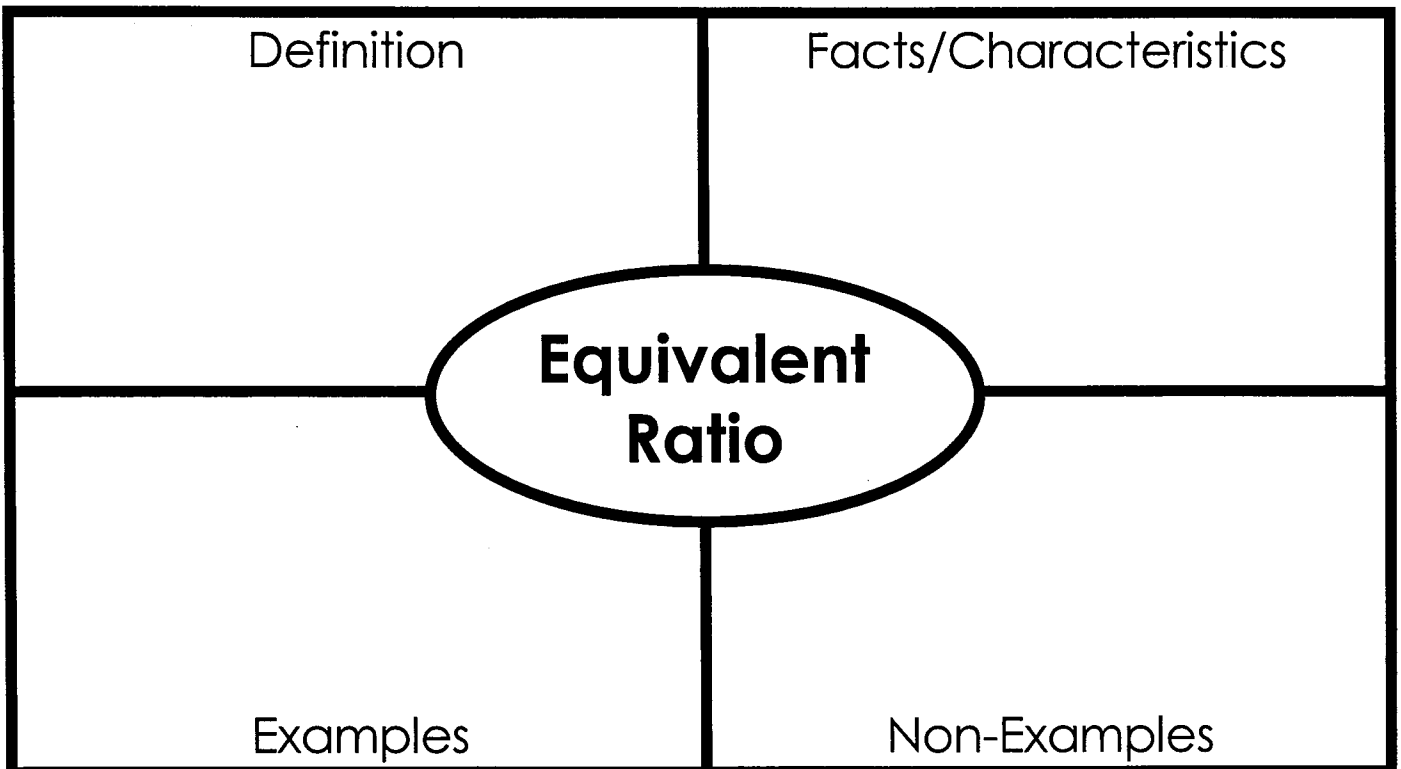 Definition
Facts/Characteristics
Equivalent
Ratio
Examples
Non-Examples